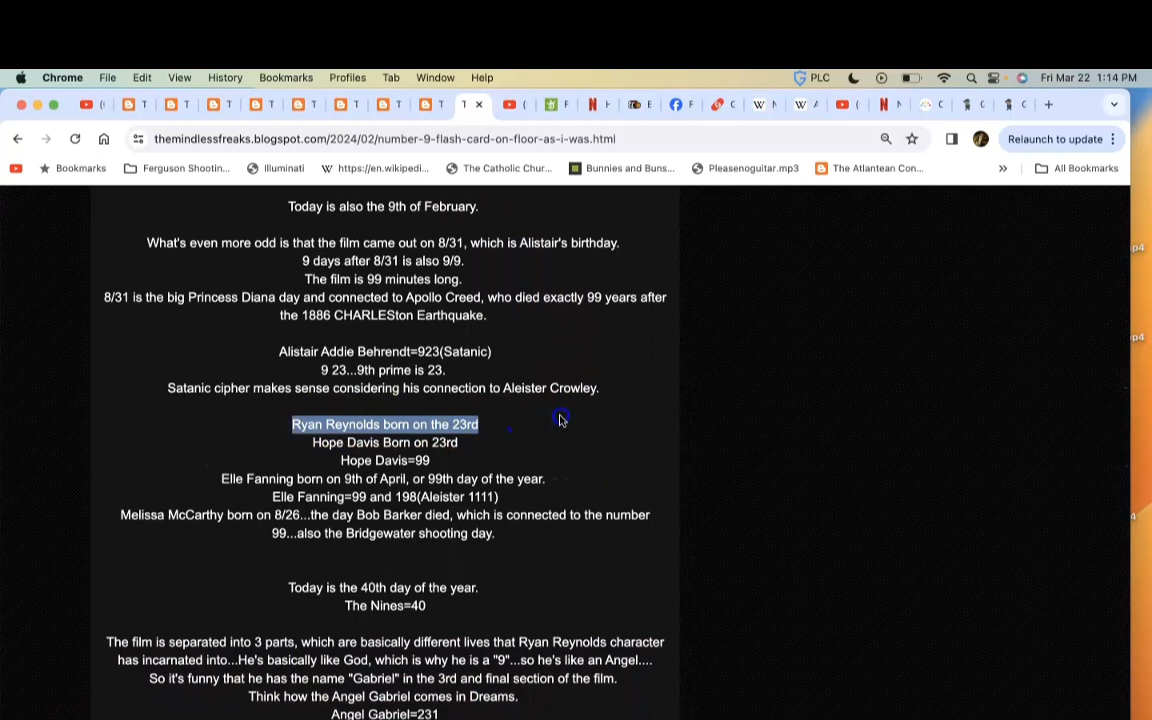 Chrome File Edit View History Bookmarks Profiles Tab Window Help PLC Fri Mar 22 1:14 PM
T T T T T T T T T F H E F C W W A N C C C
themindlessfreaks.blogspot.com/2024/02/number-9-flash-card-on-floor-as-i-was.html Relaunch to update
Bookmarks Ferguson Shootin... Illuminati https://en.wikipedi... The Catholic Chur... Bunnies and Buns... Pleasenoguitar.mp3 The Atlantean Con... » All Bookmarks
Today is also the 9th of February.
What's even more odd is that the film came out on 8/31, which is Alistair's birthday.
9 days after 8/31 is also 9/9.
The film is 99 minutes long.
8/31 is the big Princess Diana day and connected to Apollo Creed, who died exactly 99 years after
the 1886 CHARLESton Earthquake.
Alistair Addie Behrendt=923(Satanic)
9 23...9th prime is 23.
Satanic cipher makes sense considering his connection to Aleister Crowley.
Ryan Reynolds born on the 23rd
Hope Davis Born on 23rd
Hope Davis=99
Elle Fanning born on 9th of April, or 99th day of the year.
Elle Fanning=99 and 198(Aleister 1111)
Melissa McCarthy born on 8/26...the day Bob Barker died, which is connected to the number
99...also the Bridgewater shooting day.
Today is the 40th day of the year.
The Nines=40
The film is separated into 3 parts, which are basically different lives that Ryan Reynolds character
has incarnated into...He's basically like God, which is why he is a "9"...so he's like an Angel....
So it's funny that he has the name "Gabriel" in the 3rd and final section of the film.
Think how the Angel Gabriel comes in Dreams.
Angel Gabriel=231
p4
p4
4